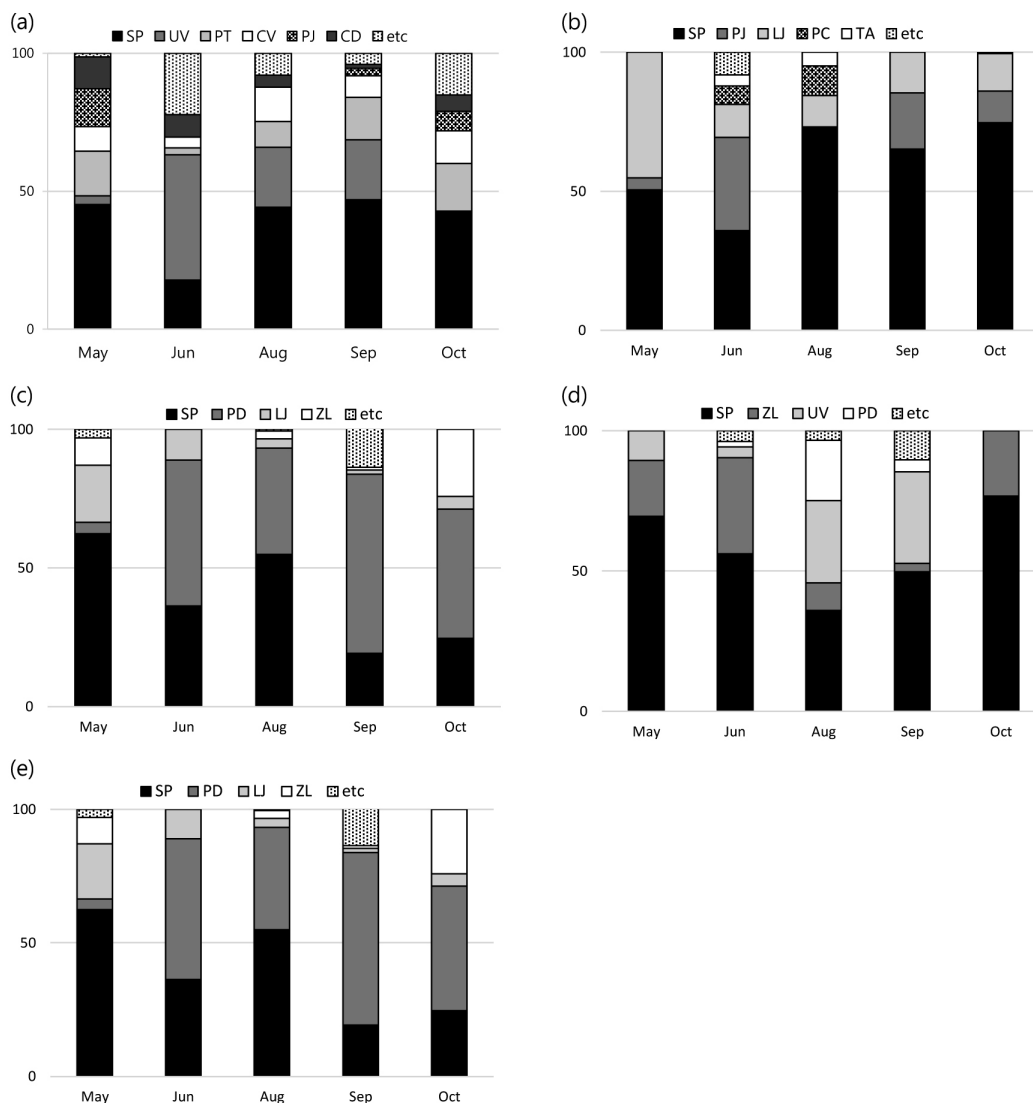 (a)
SP UV PT CV PJ CD etc
100
50
0
May Jun Aug Sep Oct
(b)
SP PJ LJ PC TA etc
100
50
0
May Jun Aug Sep Oct
(c)
SP PD LJ ZL etc
100
50
0
May Jun Aug Sep Oct
(d)
SP ZL UV PD etc
100
50
0
May Jun Aug Sep Oct
(e)
SP PD LJ ZL etc
100
50
0
May Jun Aug Sep Oct